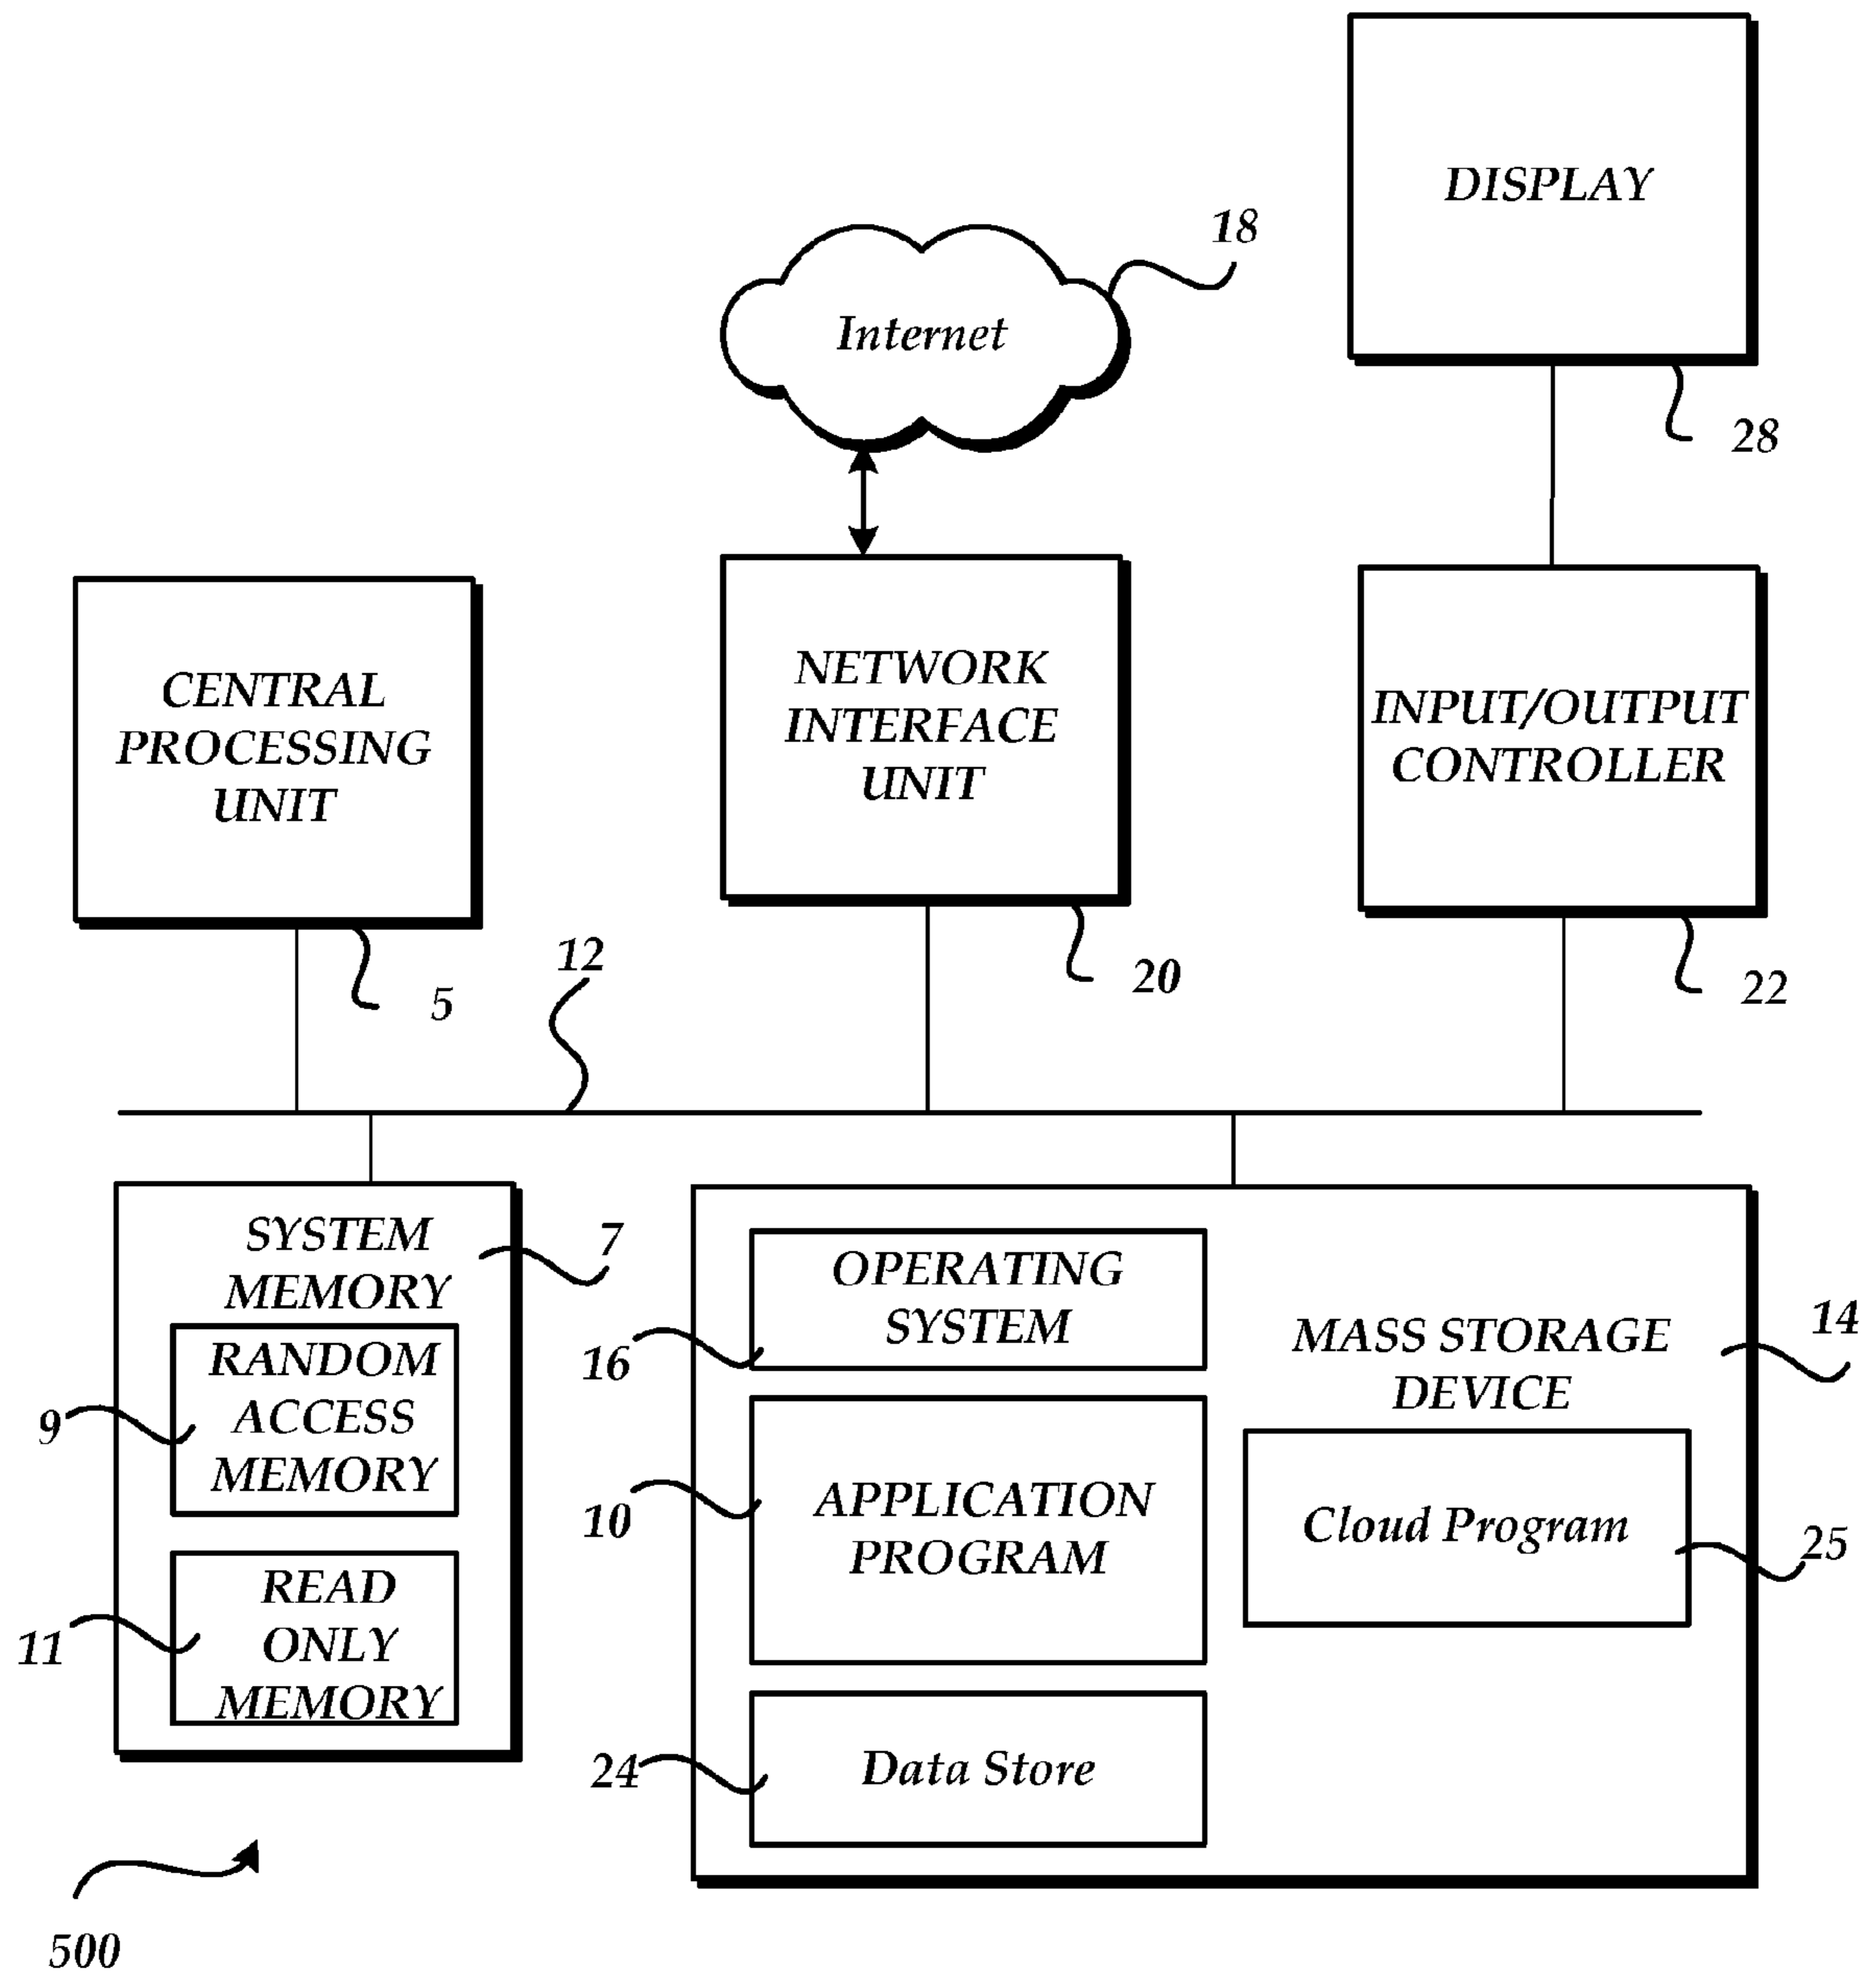 DISPLAY
28
18
Internet
CENTRAL
PROCESSING
UNIT
5
NETWORK
INTERFACE
UNIT
20
INPUT/OUTPUT
CONTROLLER
22
12
SYSTEM
MEMORY
7
RANDOM
ACCESS
MEMORY
9
READ
ONLY
MEMORY
11
OPERATING
SYSTEM
16
MASS STORAGE
DEVICE
14
APPLICATION
PROGRAM
10
Cloud Program
25
Data Store
24
500